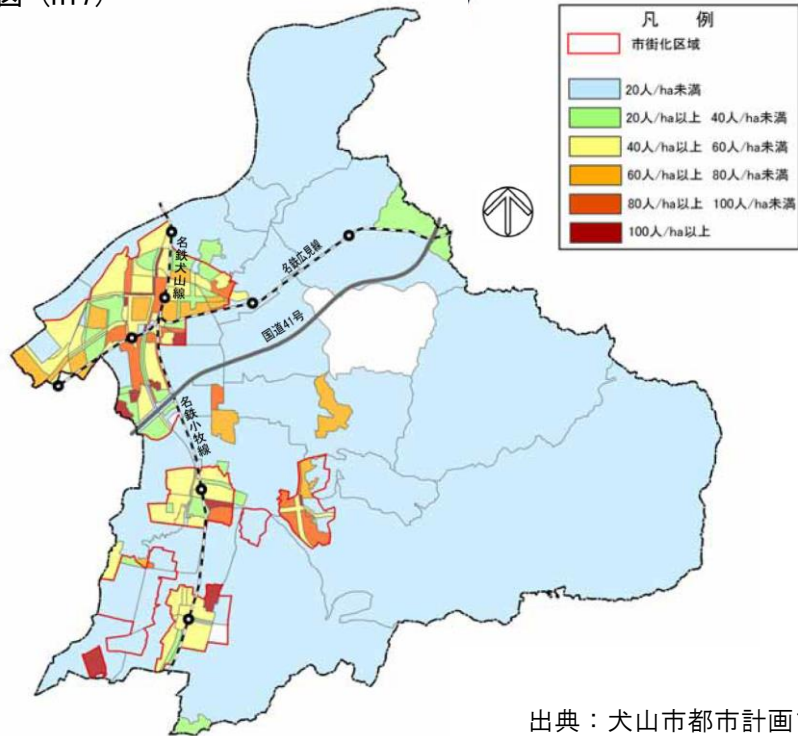 凡　例
市街化区域
20人/ha未満
20人/ha以上　40人/ha未満
40人/ha以上　60人/ha未満
60人/ha以上　80人/ha未満
80人/ha以上　100人/ha未満
100人/ha以上
名鉄犬山線
名鉄広見線
国道41号
名鉄小牧線
出典：犬山市都市計画